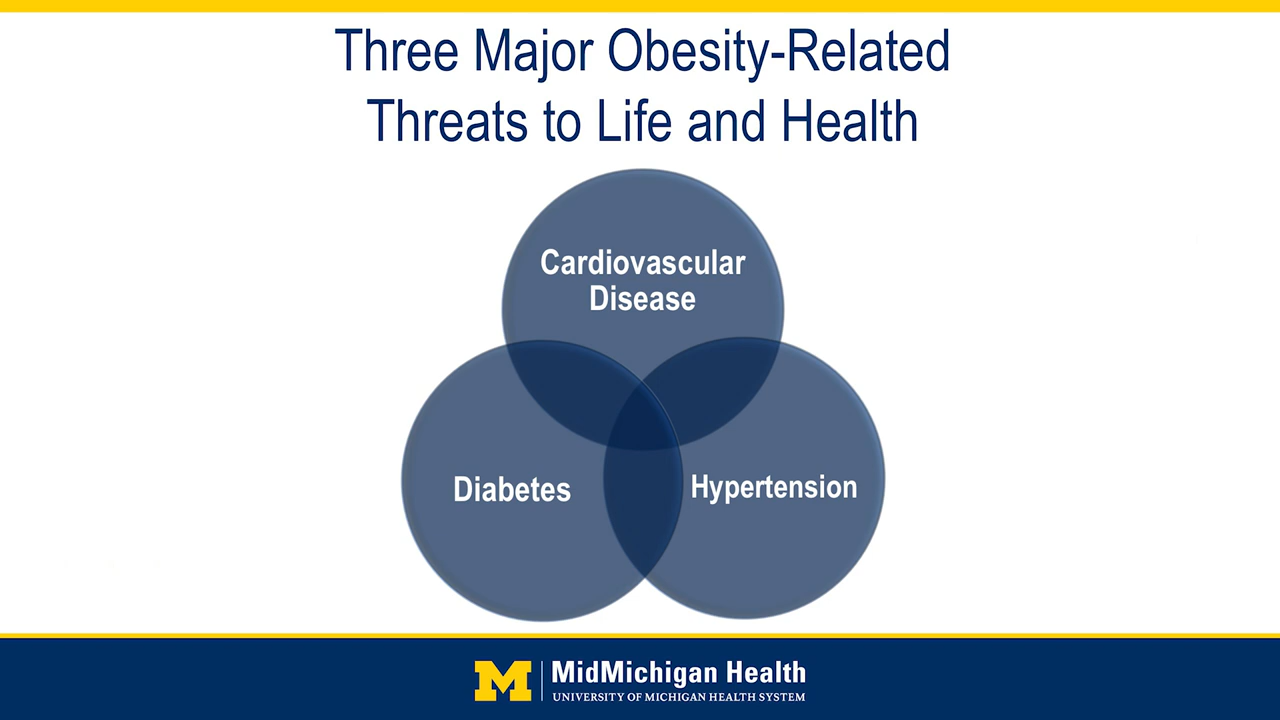 Three Major Obesity-Related
Threats to Life and Health
Cardiovascular
Disease
Diabetes
Hypertension
M
MidMichigan Health
UNIVERSITY OF MICHIGAN HEALTH SYSTEM